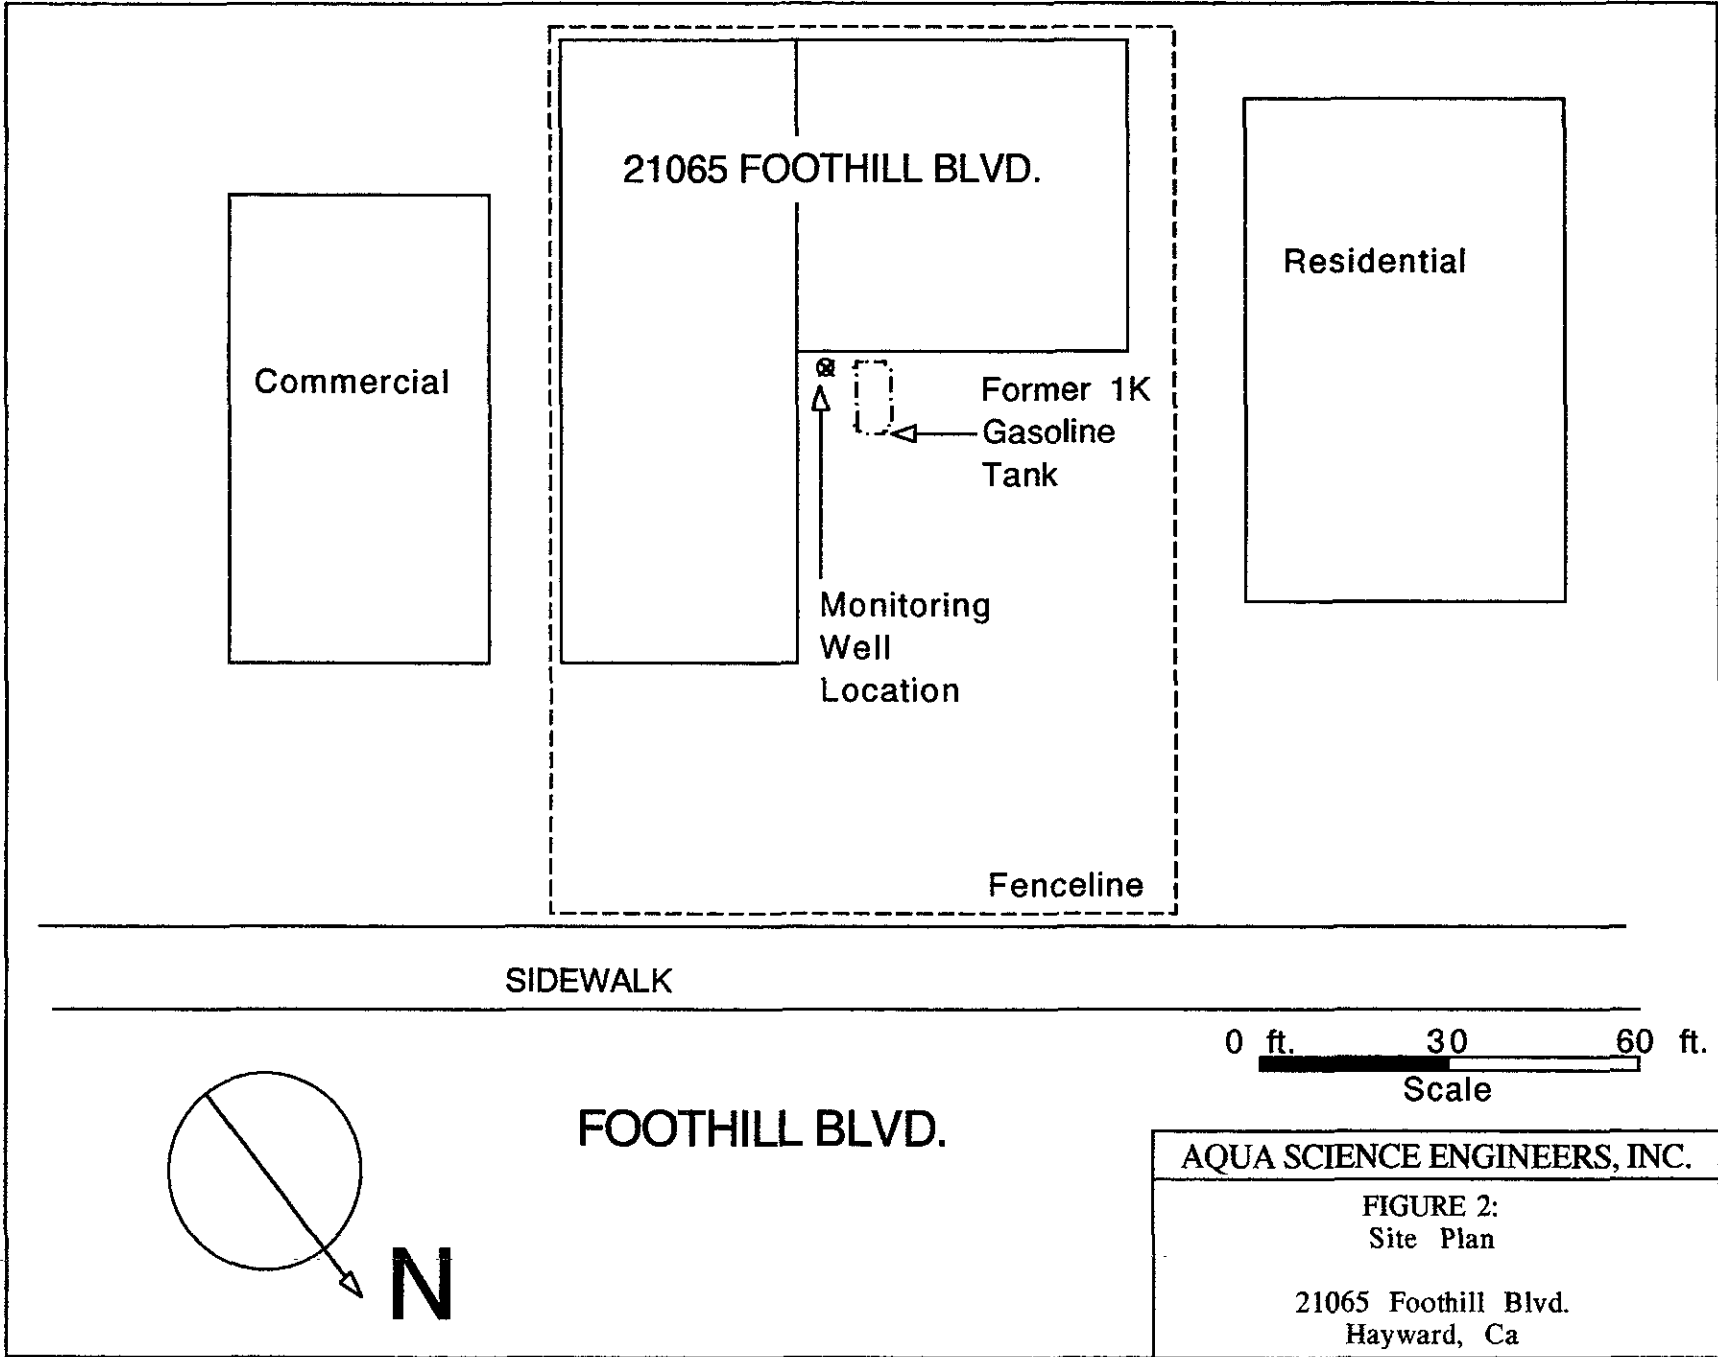 21065 FOOTHILL BLVD.
Residential
Commercial
Former 1K
Gasoline
Tank
Monitoring
Well
Location
Fenceline
SIDEWALK
0 ft. 30 60 ft.
Scale
FOOTHILL BLVD.
N
AQUA SCIENCE ENGINEERS, INC.
FIGURE 2:
Site Plan
21065 Foothill Blvd.
Hayward, Ca